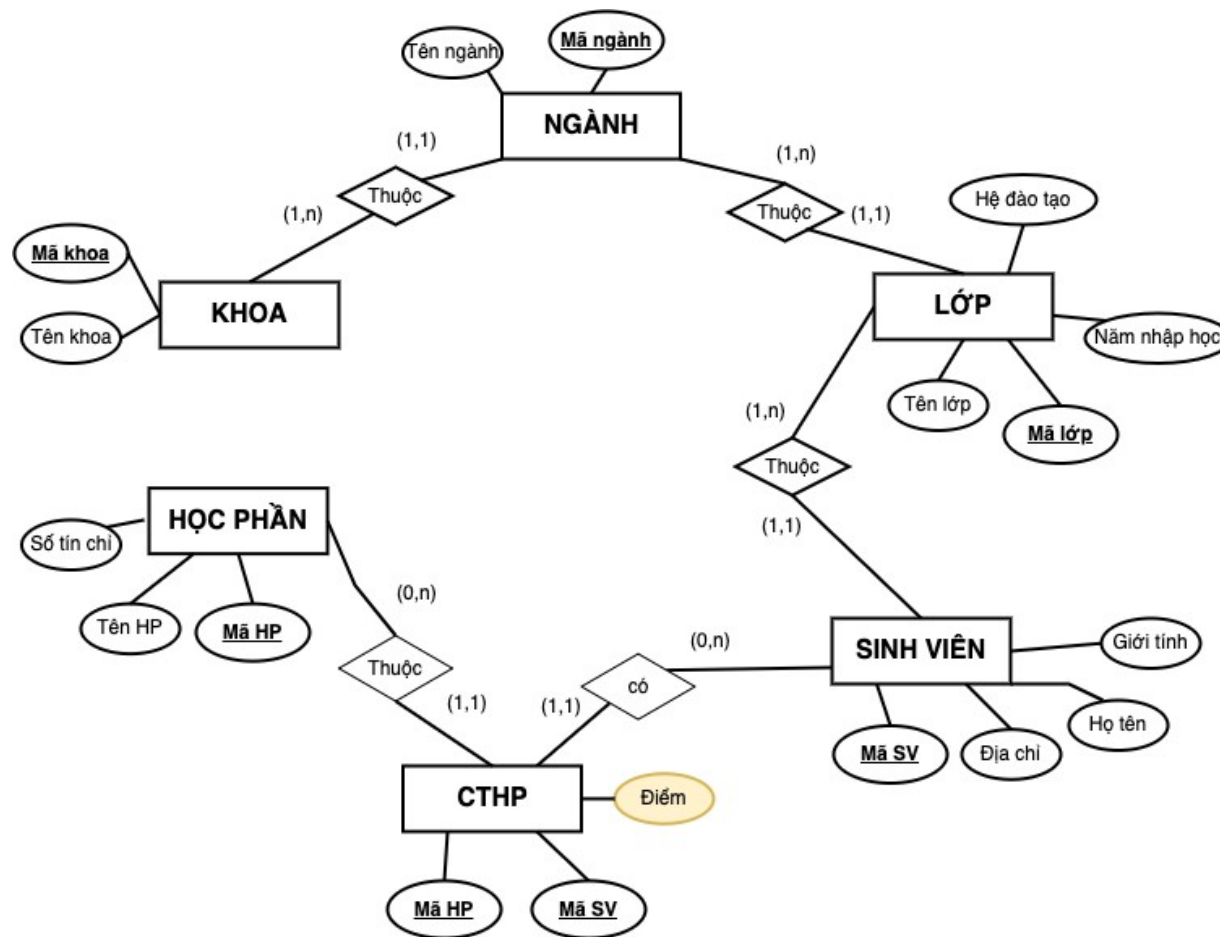 Mã ngành
Tên ngành
NGÀNH
(1,1)
(1,n)
Thuộc
Hệ đào tạo
(1,n)
Thuộc
(1,1)
Mã khoa
KHOA
LỚP
Tên khoa
Năm nhập học
Tên lớp
(1,n)
Mã lớp
Thuộc
HỌC PHẦN
(1,1)
Số tín chỉ
(0,n)
Tên HP
Mã HP
(0,n)
SINH VIÊN
Giới tính
Thuộc
có
(1,1)
(1,1)
Họ tên
Mã SV
Địa chỉ
CTHP
Điểm
Mã HP
Mã SV